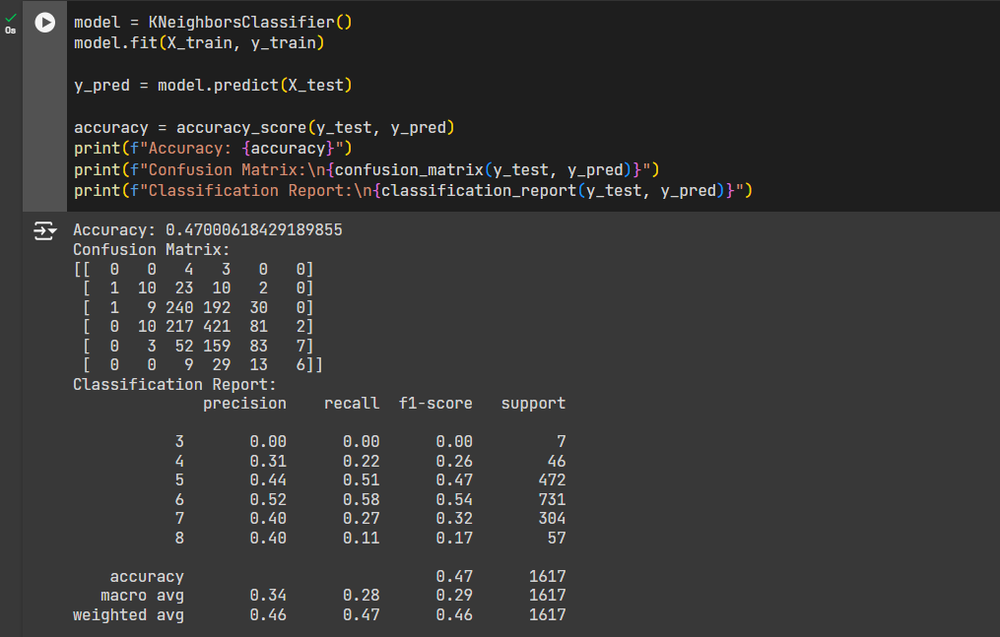 0s
model = KNeighborsClassifier()
model.fit(X_train, y_train)
y_pred = model.predict(X_test)
accuracy = accuracy_score(y_test, y_pred)
print(f"Accuracy: {accuracy}")
print(f"Confusion Matrix:\n{confusion_matrix(y_test, y_pred)}")
print(f"Classification Report:\n{classification_report(y_test, y_pred)}")
Accuracy: 0.47000618429189855
Confusion Matrix:
[[  0   0   4   3   0   0]
 [  1  10  23  10   2   0]
 [  1   9 240 192  30   0]
 [  0  10 217 421  81   2]
 [  0   3  52 159  83   7]
 [  0   0   9  29  13   6]]
Classification Report:
              precision    recall  f1-score   support
           3       0.00      0.00      0.00         7
           4       0.31      0.22      0.26        46
           5       0.44      0.51      0.47       472
           6       0.52      0.58      0.54       731
           7       0.40      0.27      0.32       304
           8       0.40      0.11      0.17        57
    accuracy                           0.47      1617
   macro avg       0.34      0.28      0.29      1617
weighted avg       0.46      0.47      0.46      1617